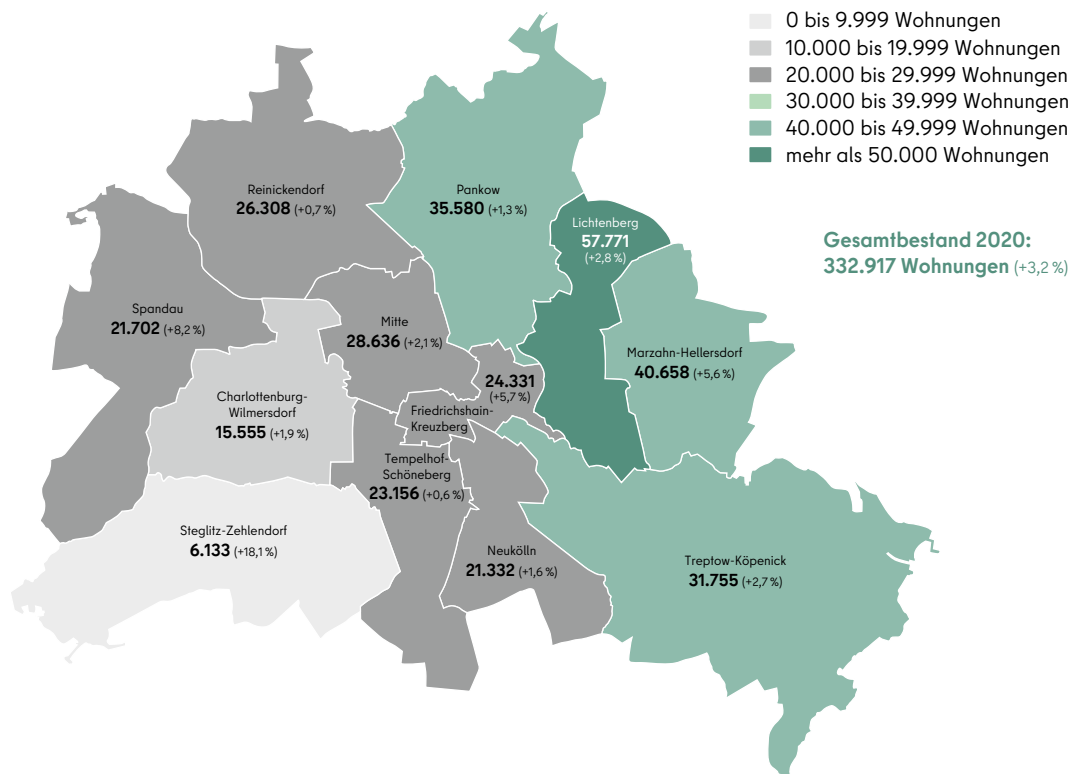 0 bis 9.999 Wohnungen
10.000 bis 19.999 Wohnungen
20.000 bis 29.999 Wohnungen
30.000 bis 39.999 Wohnungen
40.000 bis 49.999 Wohnungen
mehr als 50.000 Wohnungen
Gesamtbestand 2020:
332.917 Wohnungen (+3,2 %)
Reinickendorf
26.308 (+0,7 %)
Pankow
35.580 (+1,3 %)
Lichtenberg
57.771
(+2,8 %)
Spandau
21.702 (+8,2 %)
Mitte
28.636 (+2,1 %)
Marzahn-Hellersdorf
40.658 (+5,6 %)
24.331
(+5,7 %)
Friedrichshain-
Kreuzberg
Charlottenburg-
Wilmersdorf
15.555 (+1,9 %)
Tempelhof-
Schöneberg
23.156 (+0,6 %)
Steglitz-Zehlendorf
6.133 (+18,1 %)
Neukölln
21.332 (+1,6 %)
Treptow-Köpenick
31.755 (+2,7 %)